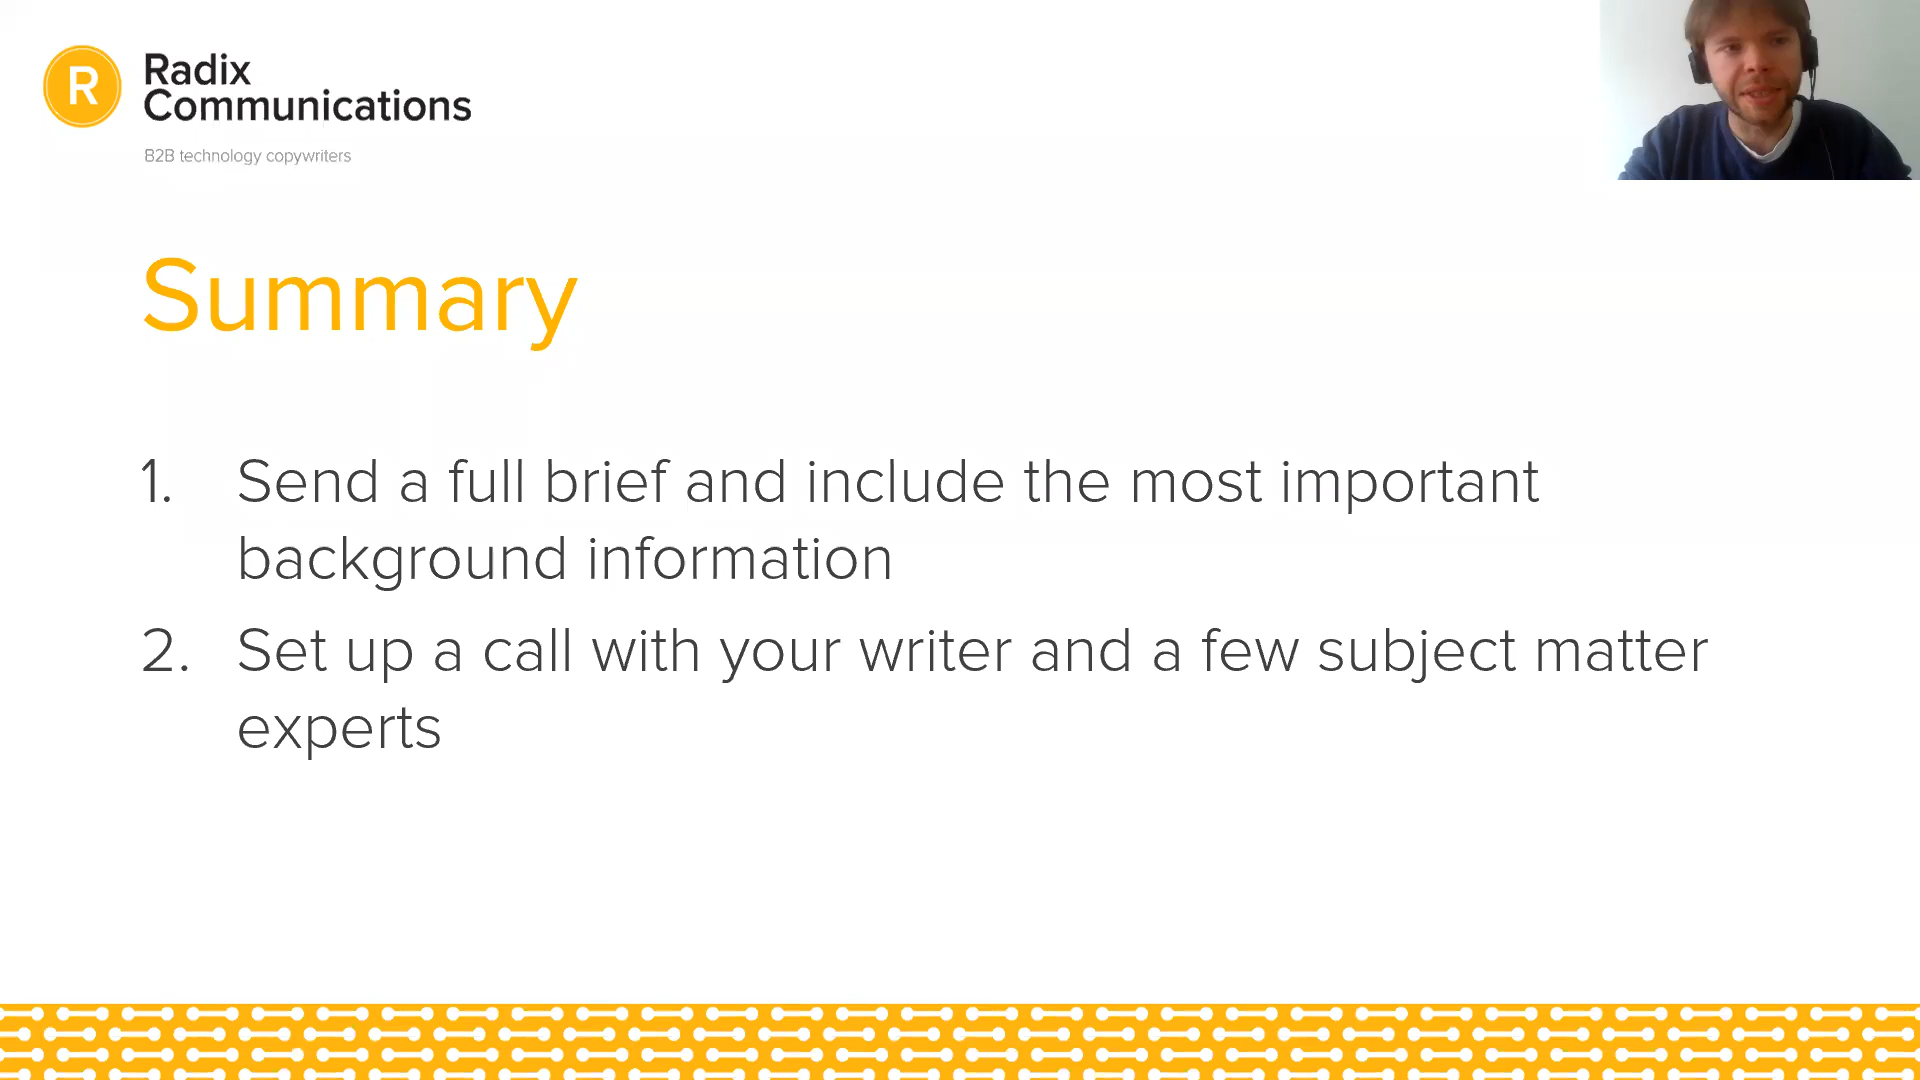 R
Radix
Communications
B2B technology copywriters
Summary
1. Send a full brief and include the most important
background information
2. Set up a call with your writer and a few subject matter
experts